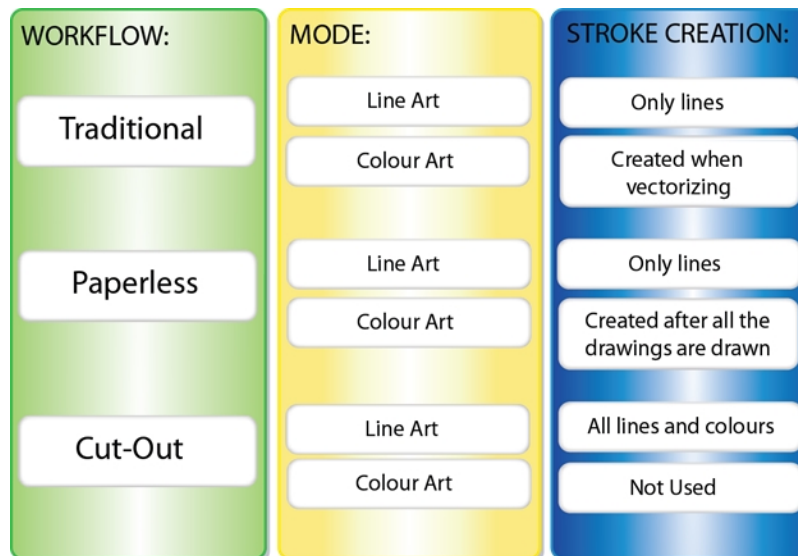 WORKFLOW:
MODE:
STROKE CREATION:
Traditional
Line Art
Only lines
Colour Art
Created when
vectorizing
Paperless
Line Art
Only lines
Colour Art
Created after all the
drawings are drawn
Cut-Out
Line Art
All lines and colours
Colour Art
Not Used